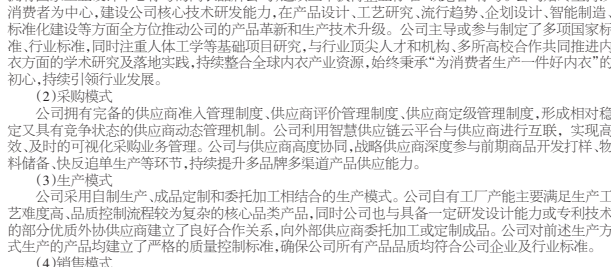 消费者为中心,建设公司核心技术研发能力,在产品设计、工艺研究、流行趋势、企划设计、智能制造、
标准化建设等方面全方位推动公司的产品革新和生产技术升级。公司主导或参与制定了多项国家标
准、行业标准,同时注重人体工学等基础项目研究,与行业顶尖人才和机构、多所高校合作共同推进内
衣方面的学术研究及落地实践,持续整合全球内衣产业资源,始终秉承“为消费者生产一件好内衣”的
初心,持续引领行业发展。
(2)采购模式
公司拥有完备的供应商准入管理制度、供应商评价管理制度、供应商定级管理制度,形成相对稳
定又具有竞争状态的供应商动态管理机制。公司利用智慧供应链云平台与供应商进行互联，实现高
效、及时的可视化采购业务管理。公司与供应商高度协同,战略供应商深度参与前期商品开发打样、物
料储备、快反追单生产等环节,持续提升多品牌多渠道产品供应能力。
(3)生产模式
公司采用自制生产、成品定制和委托加工相结合的生产模式。公司自有工厂产能主要满足生产工
艺难度高、品质控制流程较为复杂的核心品类产品,同时公司也与具备一定研发设计能力或专利技术
的部分优质外协供应商建立了良好合作关系,向外部供应商委托加工或定制成品。公司对前述生产方
式生产的产品均建立了严格的质量控制标准,确保公司所有产品品质均符合公司企业及行业标准。
(4)销售模式